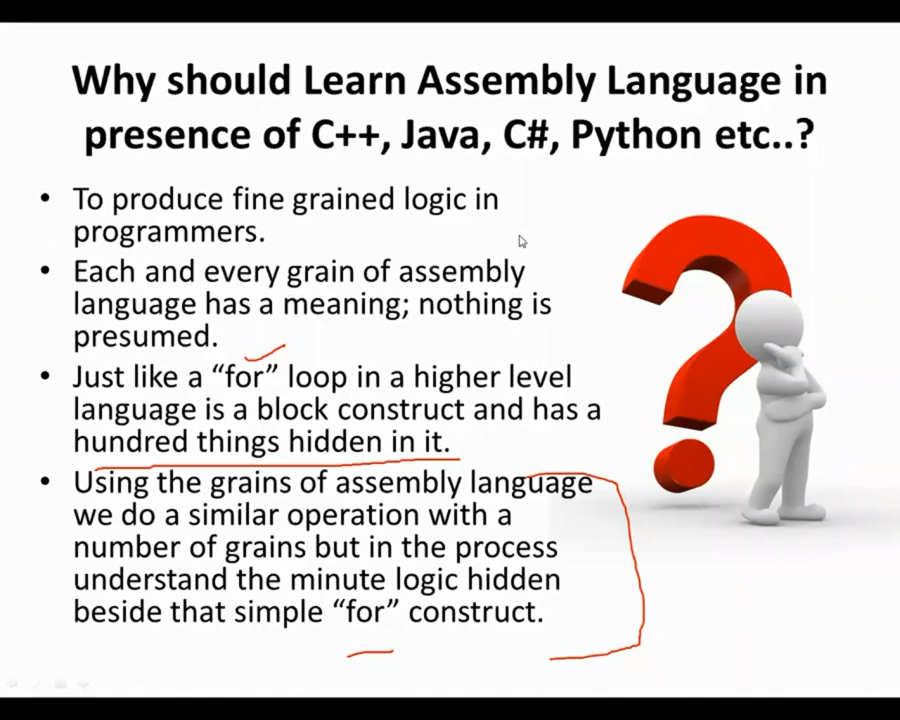 Why should Learn Assembly Language in
presence of C++, Java, C#, Python etc..?
• To produce fine grained logic in
programmers.
• Each and every grain of assembly
language has a meaning; nothing is
presumed.
• Just like a “for” loop in a higher level
language is a block construct and has a
hundred things hidden in it.
• Using the grains of assembly language
we do a similar operation with a
number of grains but in the process
understand the minute logic hidden
beside that simple “for” construct.